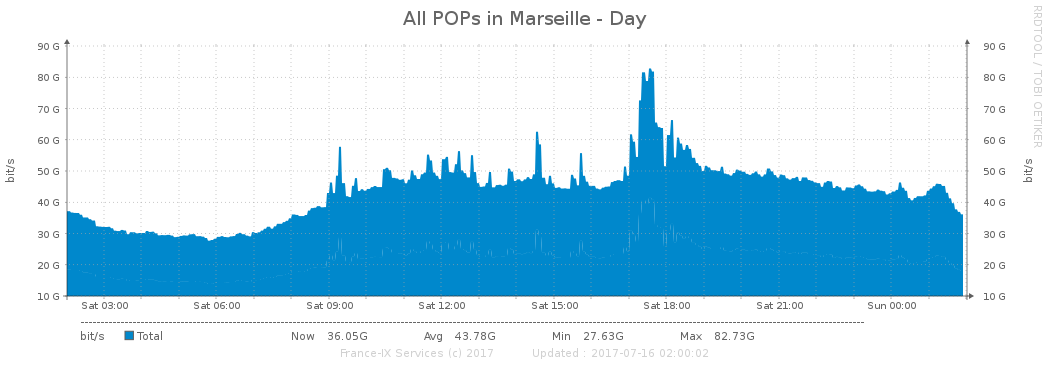 All POPs in Marseille - Day
RRDTOOL / TOBI OETIKER
bit/s
90 G 90 G
80 G 80 G
70 G 70 G
60 G 60 G
50 G 50 G
40 G 40 G
30 G 30 G
20 G 20 G
10 G 10 G
bit/s
Sat 03:00 Sat 06:00 Sat 09:00 Sat 12:00 Sat 15:00 Sat 18:00 Sat 21:00 Sun 00:00
bit/s Total Now 36.05G Avg 43.78G Min 27.63G Max 82.73G
France-IX Services (c) 2017 Updated : 2017-07-16 02:00:02